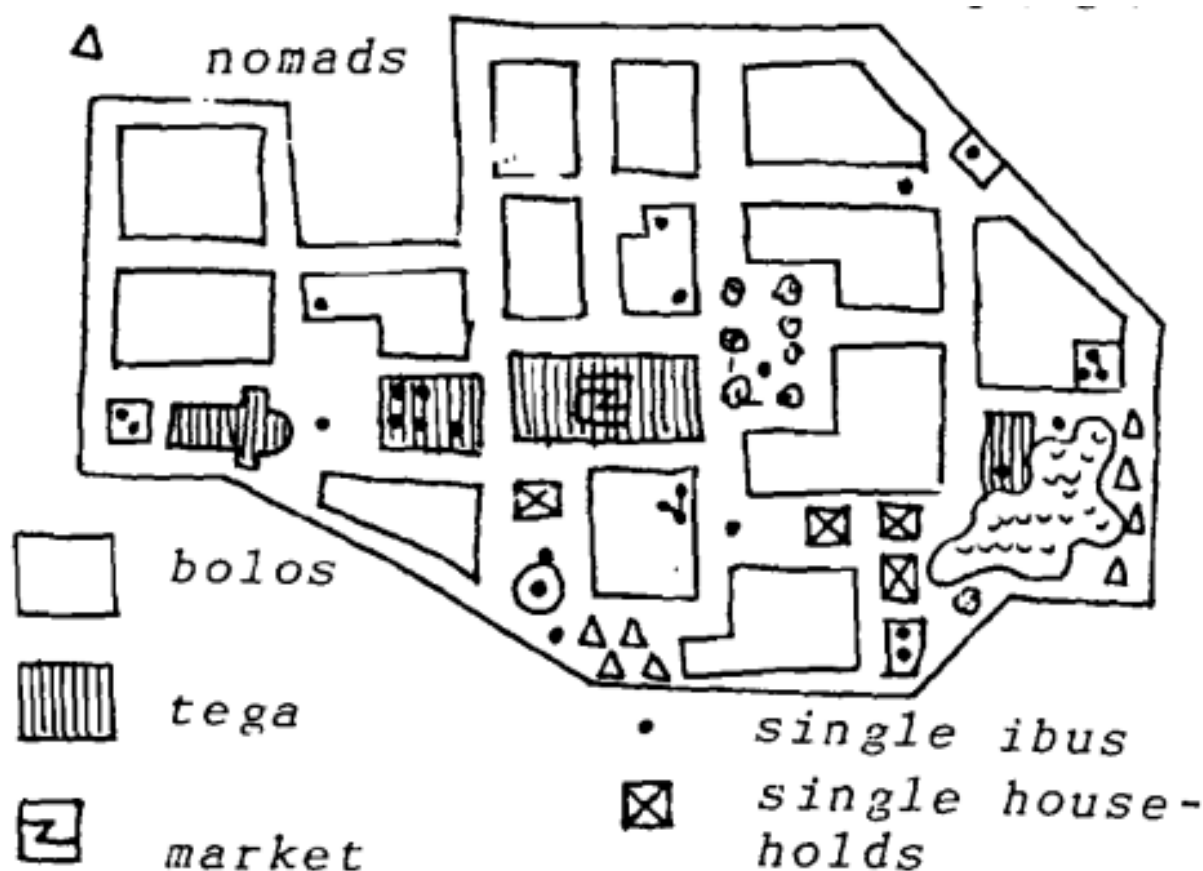 nomads
bolos
tega
market
single ibus
single house-
holds